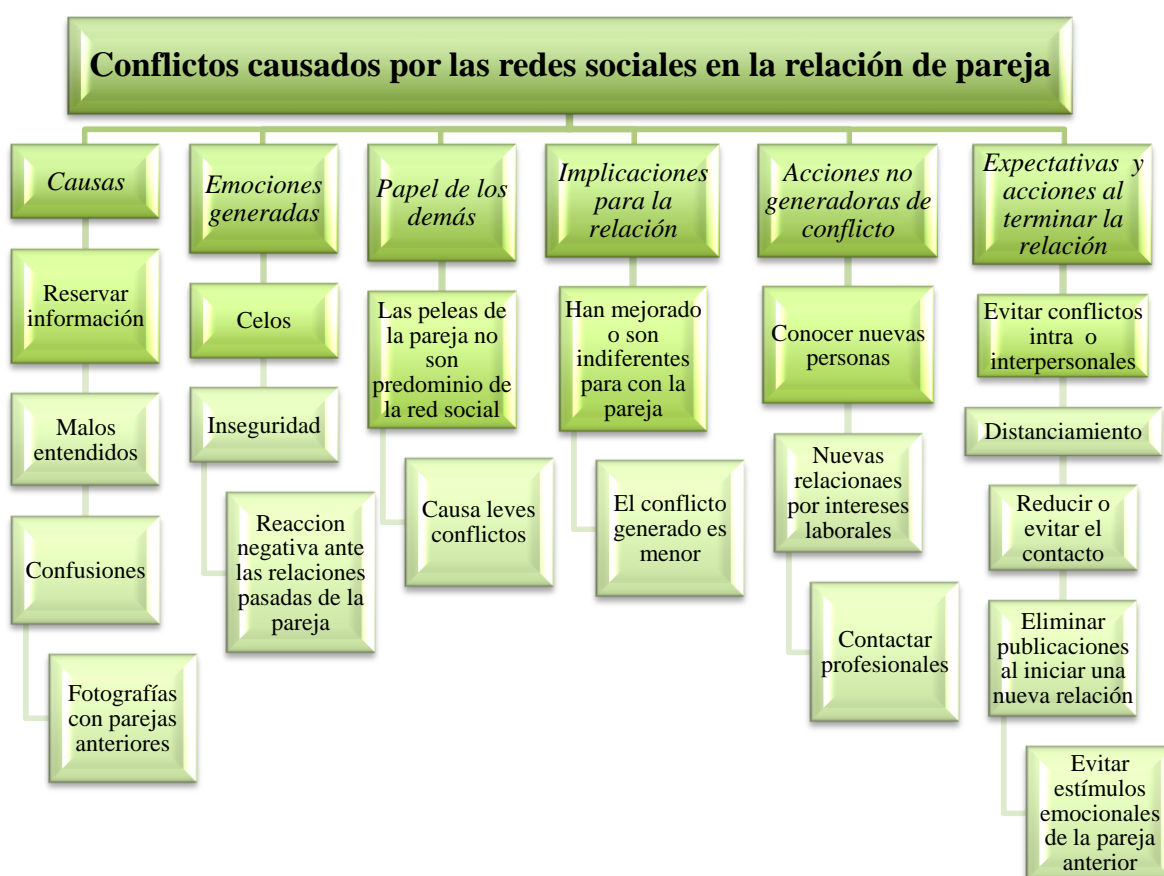 Conflictos causados por las redes sociales en la relación de pareja
Causas
Reservar
información
Malos
entendidos
Confusiones
Fotografías
con parejas
anteriores
Emociones
generadas
Celos
Inseguridad
Reaccion
negativa ante
las relaciones
pasadas de la
pareja
Papel de los
demás
Las peleas de
la pareja no
son
predominio de
la red social
Causa leves
conflictos
Implicaciones
para la
relación
Han mejorado
o son
indiferentes
para con la
pareja
El conflicto
generado es
menor
Acciones no
generadoras de
conflicto
Conocer nuevas
personas
Nuevas
relacionaes
por intereses
laborales
Contactar
profesionales
Expectativas y
acciones al
terminar la
relación
Evitar conflictos
intra o
interpersonales
Distanciamiento
Reducir o
evitar el
contacto
Eliminar
publicaciones
al iniciar una
nueva relación
Evitar
estímulos
emocionales
de la pareja
anterior